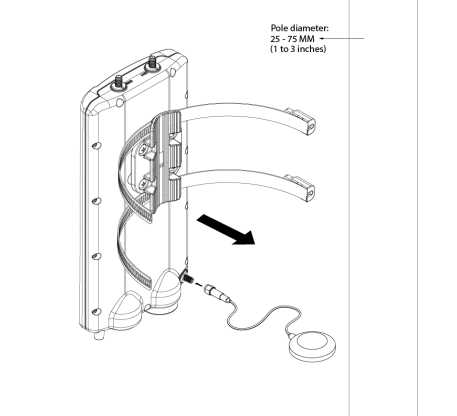 Pole diameter:
25 - 75 MM
(1 to 3 inches)